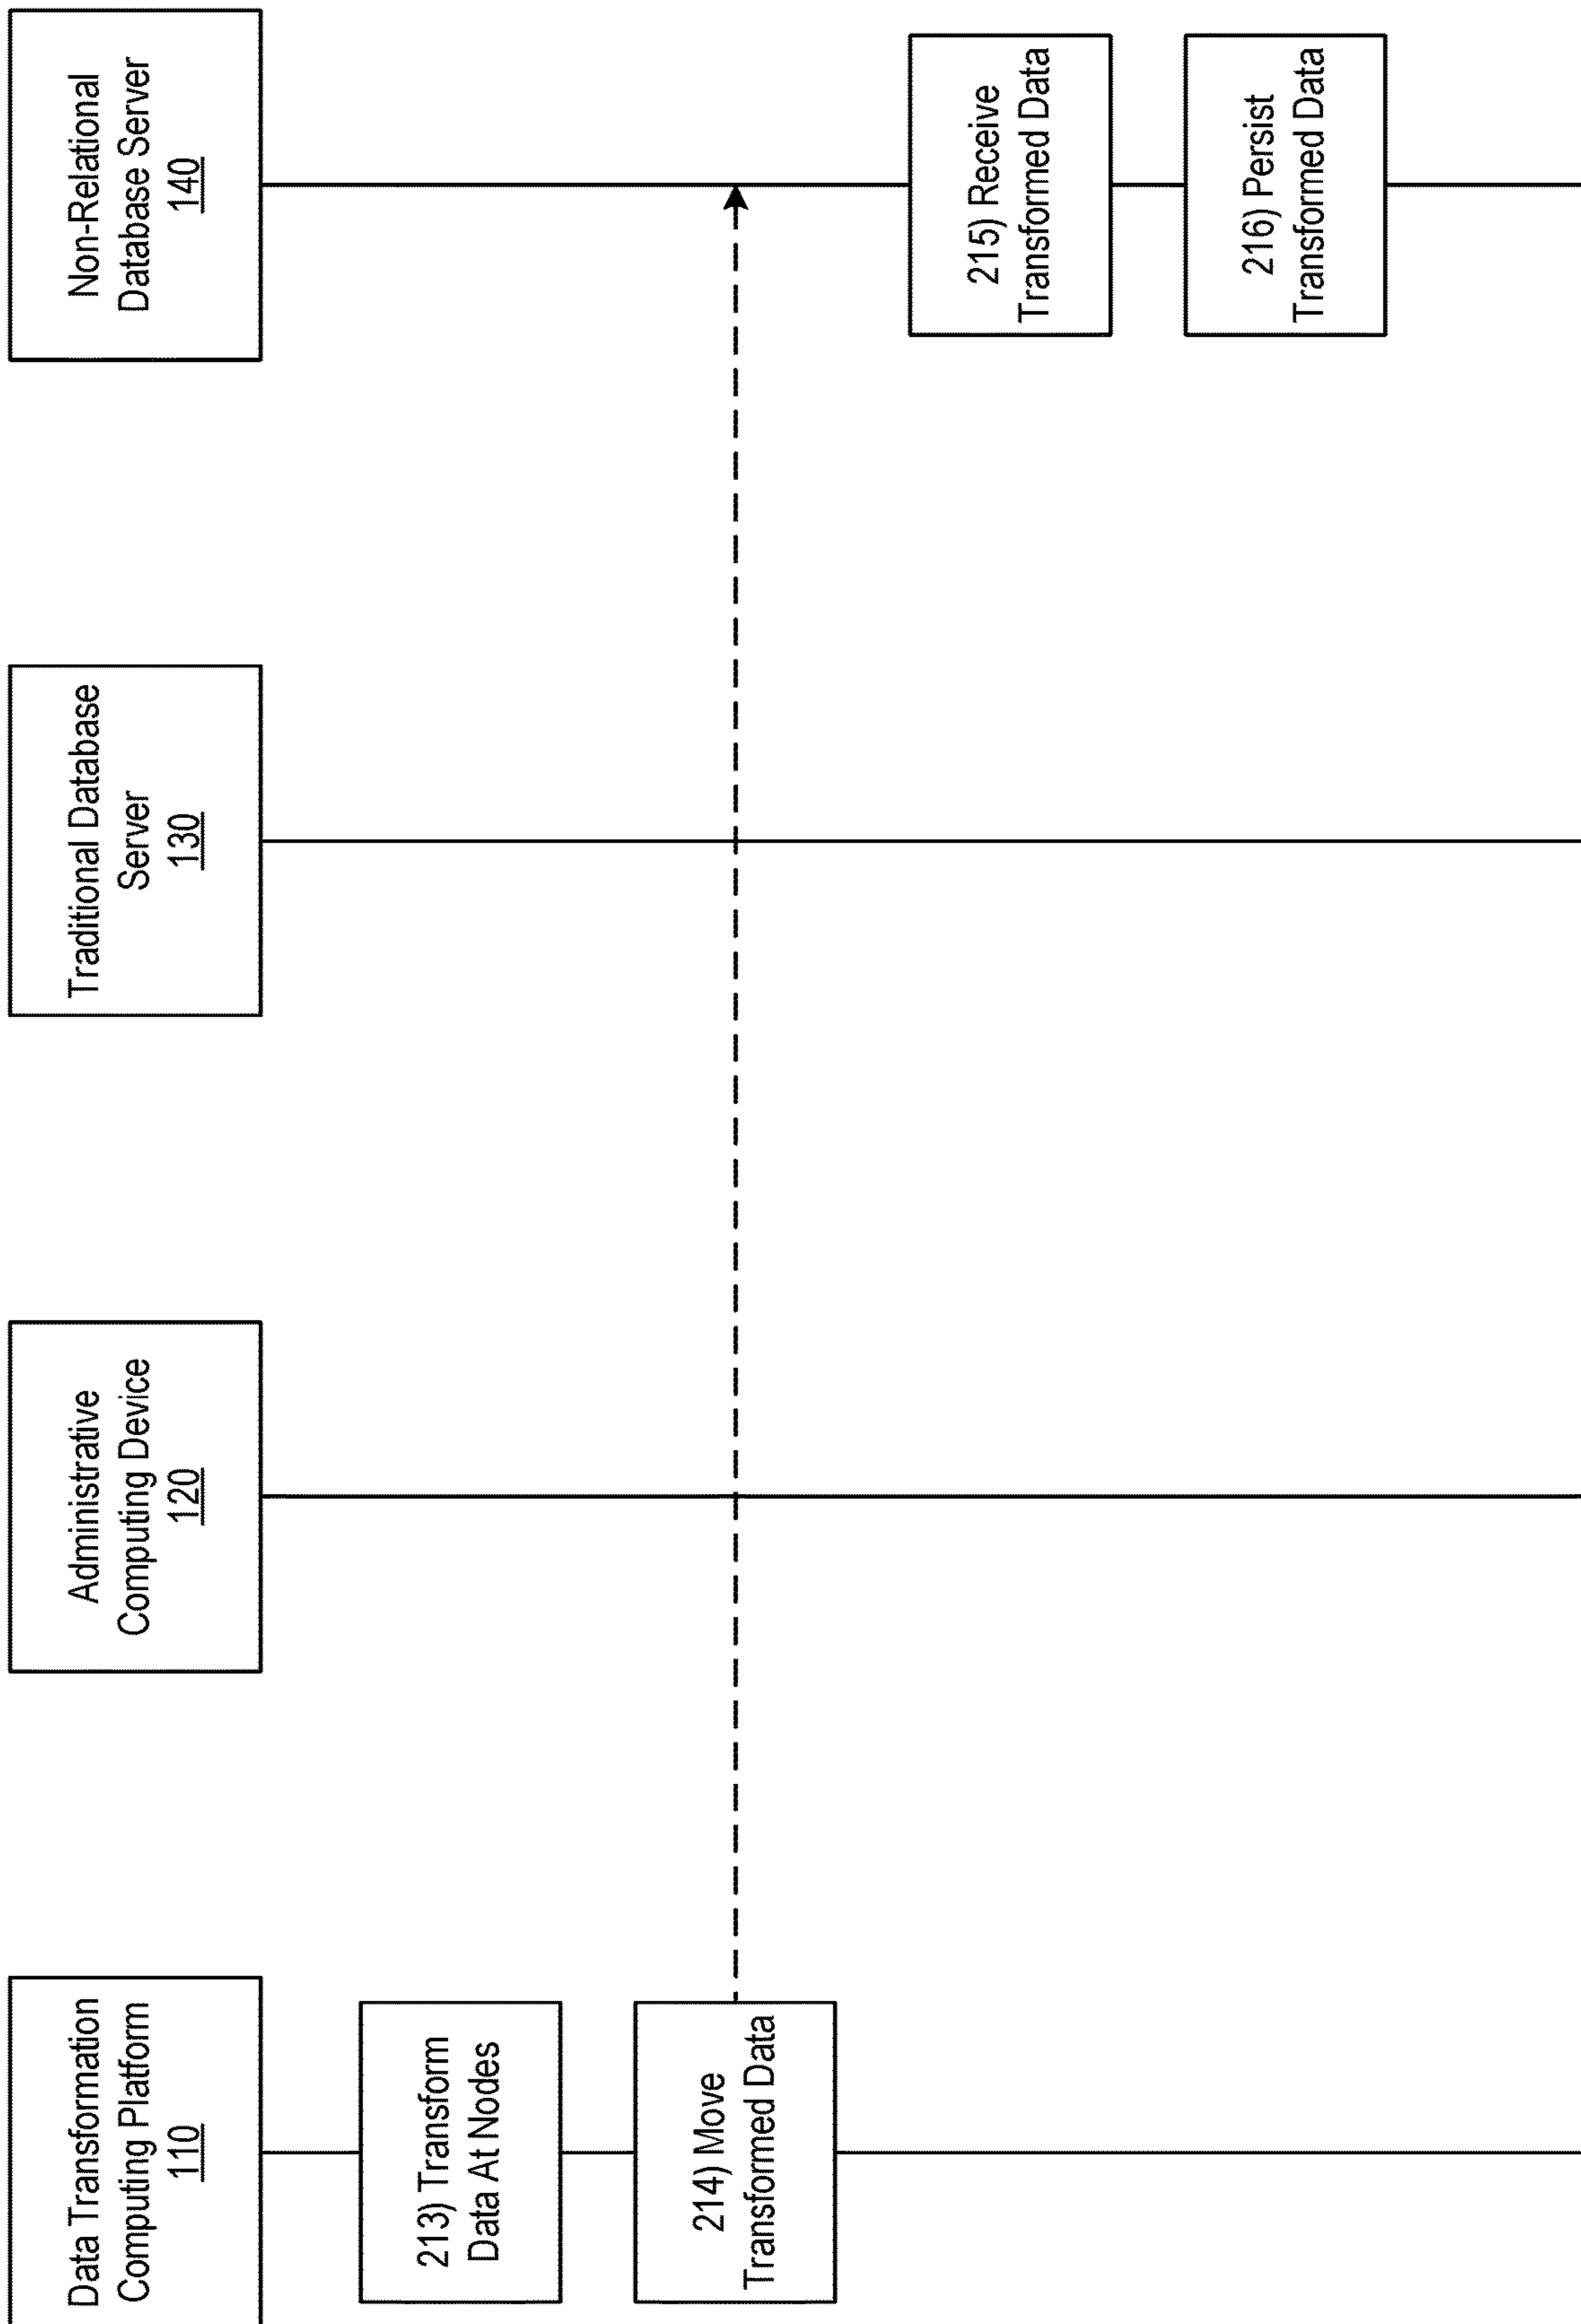 Data Transformation
Computing Platform
110
Administrative
Computing Device
120
Traditional Database
Server
130
Non-Relational
Database Server
140
213) Transform
Data At Nodes
214) Move
Transformed Data
215) Receive
Transformed Data
216) Persist
Transformed Data